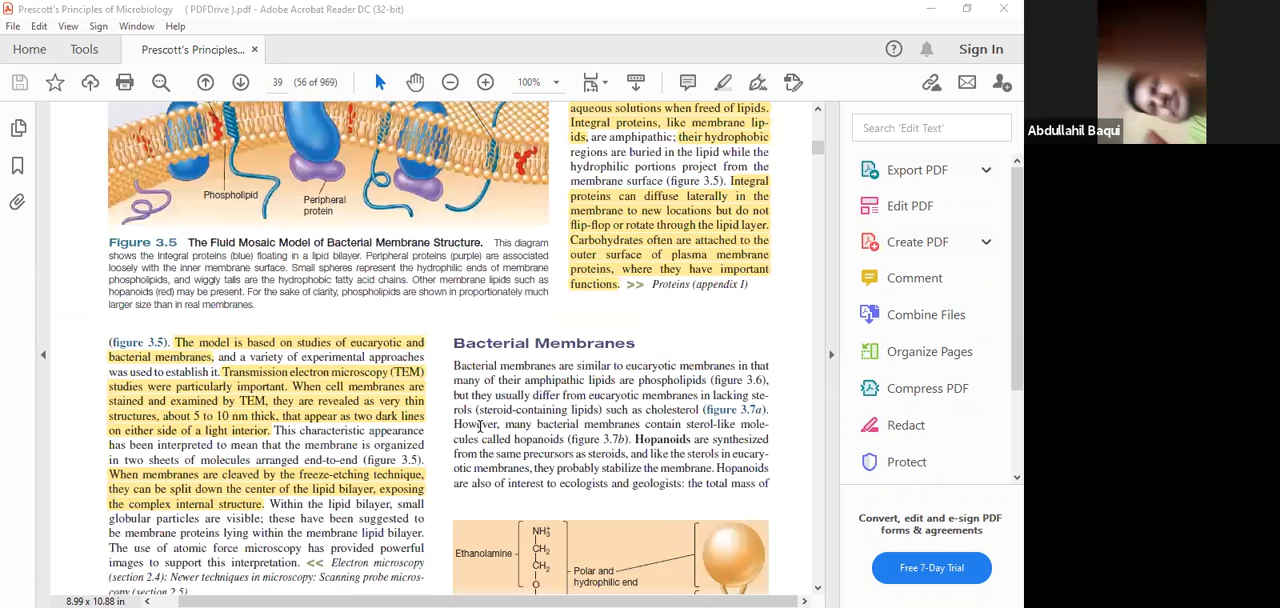 Prescott's Principles of Microbiology ( PDFDrive ).pdf - Adobe Acrobat Reader DC (32-bit)
File Edit View Sign Window Help
Home Tools Prescott's Principles... × Sign In
39 (56 of 969) 100%
Phospholipid
Peripheral
protein
Figure 3.5 The Fluid Mosaic Model of Bacterial Membrane Structure. This diagram
shows the integral proteins (blue) floating in a lipid bilayer. Peripheral proteins (purple) are associated
loosely with the inner membrane surface. Small spheres represent the hydrophilic ends of membrane
phospholipids, and wiggly tails are the hydrophobic fatty acid chains. Other membrane lipids such as
hopanoids (red) may be present. For the sake of clarity, phospholipids are shown in proportionately much
larger size than in real membranes.
aqueous solutions when freed of lipids.
Integral proteins, like membrane lip-
ids, are amphipathic; their hydrophobic
regions are buried in the lipid while the
hydrophilic portions project from the
membrane surface (figure 3.5). Integral
proteins can diffuse laterally in the
membrane to new locations but do not
flip-flop or rotate through the lipid layer.
Carbohydrates often are attached to the
outer surface of plasma membrane
proteins, where they have important
functions. >> Proteins (appendix I)
(figure 3.5). The model is based on studies of eucaryotic and
bacterial membranes, and a variety of experimental approaches
was used to establish it. Transmission electron microscopy (TEM)
studies were particularly important. When cell membranes are
stained and examined by TEM, they are revealed as very thin
structures, about 5 to 10 nm thick, that appear as two dark lines
on either side of a light interior. This characteristic appearance
has been interpreted to mean that the membrane is organized
in two sheets of molecules arranged end-to-end (figure 3.5).
When membranes are cleaved by the freeze-etching technique,
they can be split down the center of the lipid bilayer, exposing
the complex internal structure. Within the lipid bilayer, small
globular particles are visible; these have been suggested to
be membrane proteins lying within the membrane lipid bilayer.
The use of atomic force microscopy has provided powerful
images to support this interpretation. << Electron microscopy
(section 2.4); Newer techniques in microscopy: Scanning probe micros-
copy (section 2.5)
Bacterial Membranes
Bacterial membranes are similar to eucaryotic membranes in that
many of their amphipathic lipids are phospholipids (figure 3.6),
but they usually differ from eucaryotic membranes in lacking ste-
rols (steroid-containing lipids) such as cholesterol (figure 3.7a).
However, many bacterial membranes contain sterol-like mole-
cules called hopanoids (figure 3.7b). Hopanoids are synthesized
from the same precursors as steroids, and like the sterols in eucary-
otic membranes, they probably stabilize the membrane. Hopanoids
are also of interest to ecologists and geologists: the total mass of
Ethanolamine
NH3+
CH2
CH2
O
Polar and
hydrophilic end
8.99 x 10.88 in
Search 'Edit Text'
Export PDF
Edit PDF
Create PDF
Comment
Combine Files
Organize Pages
Compress PDF
Redact
Protect
Convert, edit and e-sign PDF
forms & agreements
Free 7-Day Trial
Abdullahil Baqui